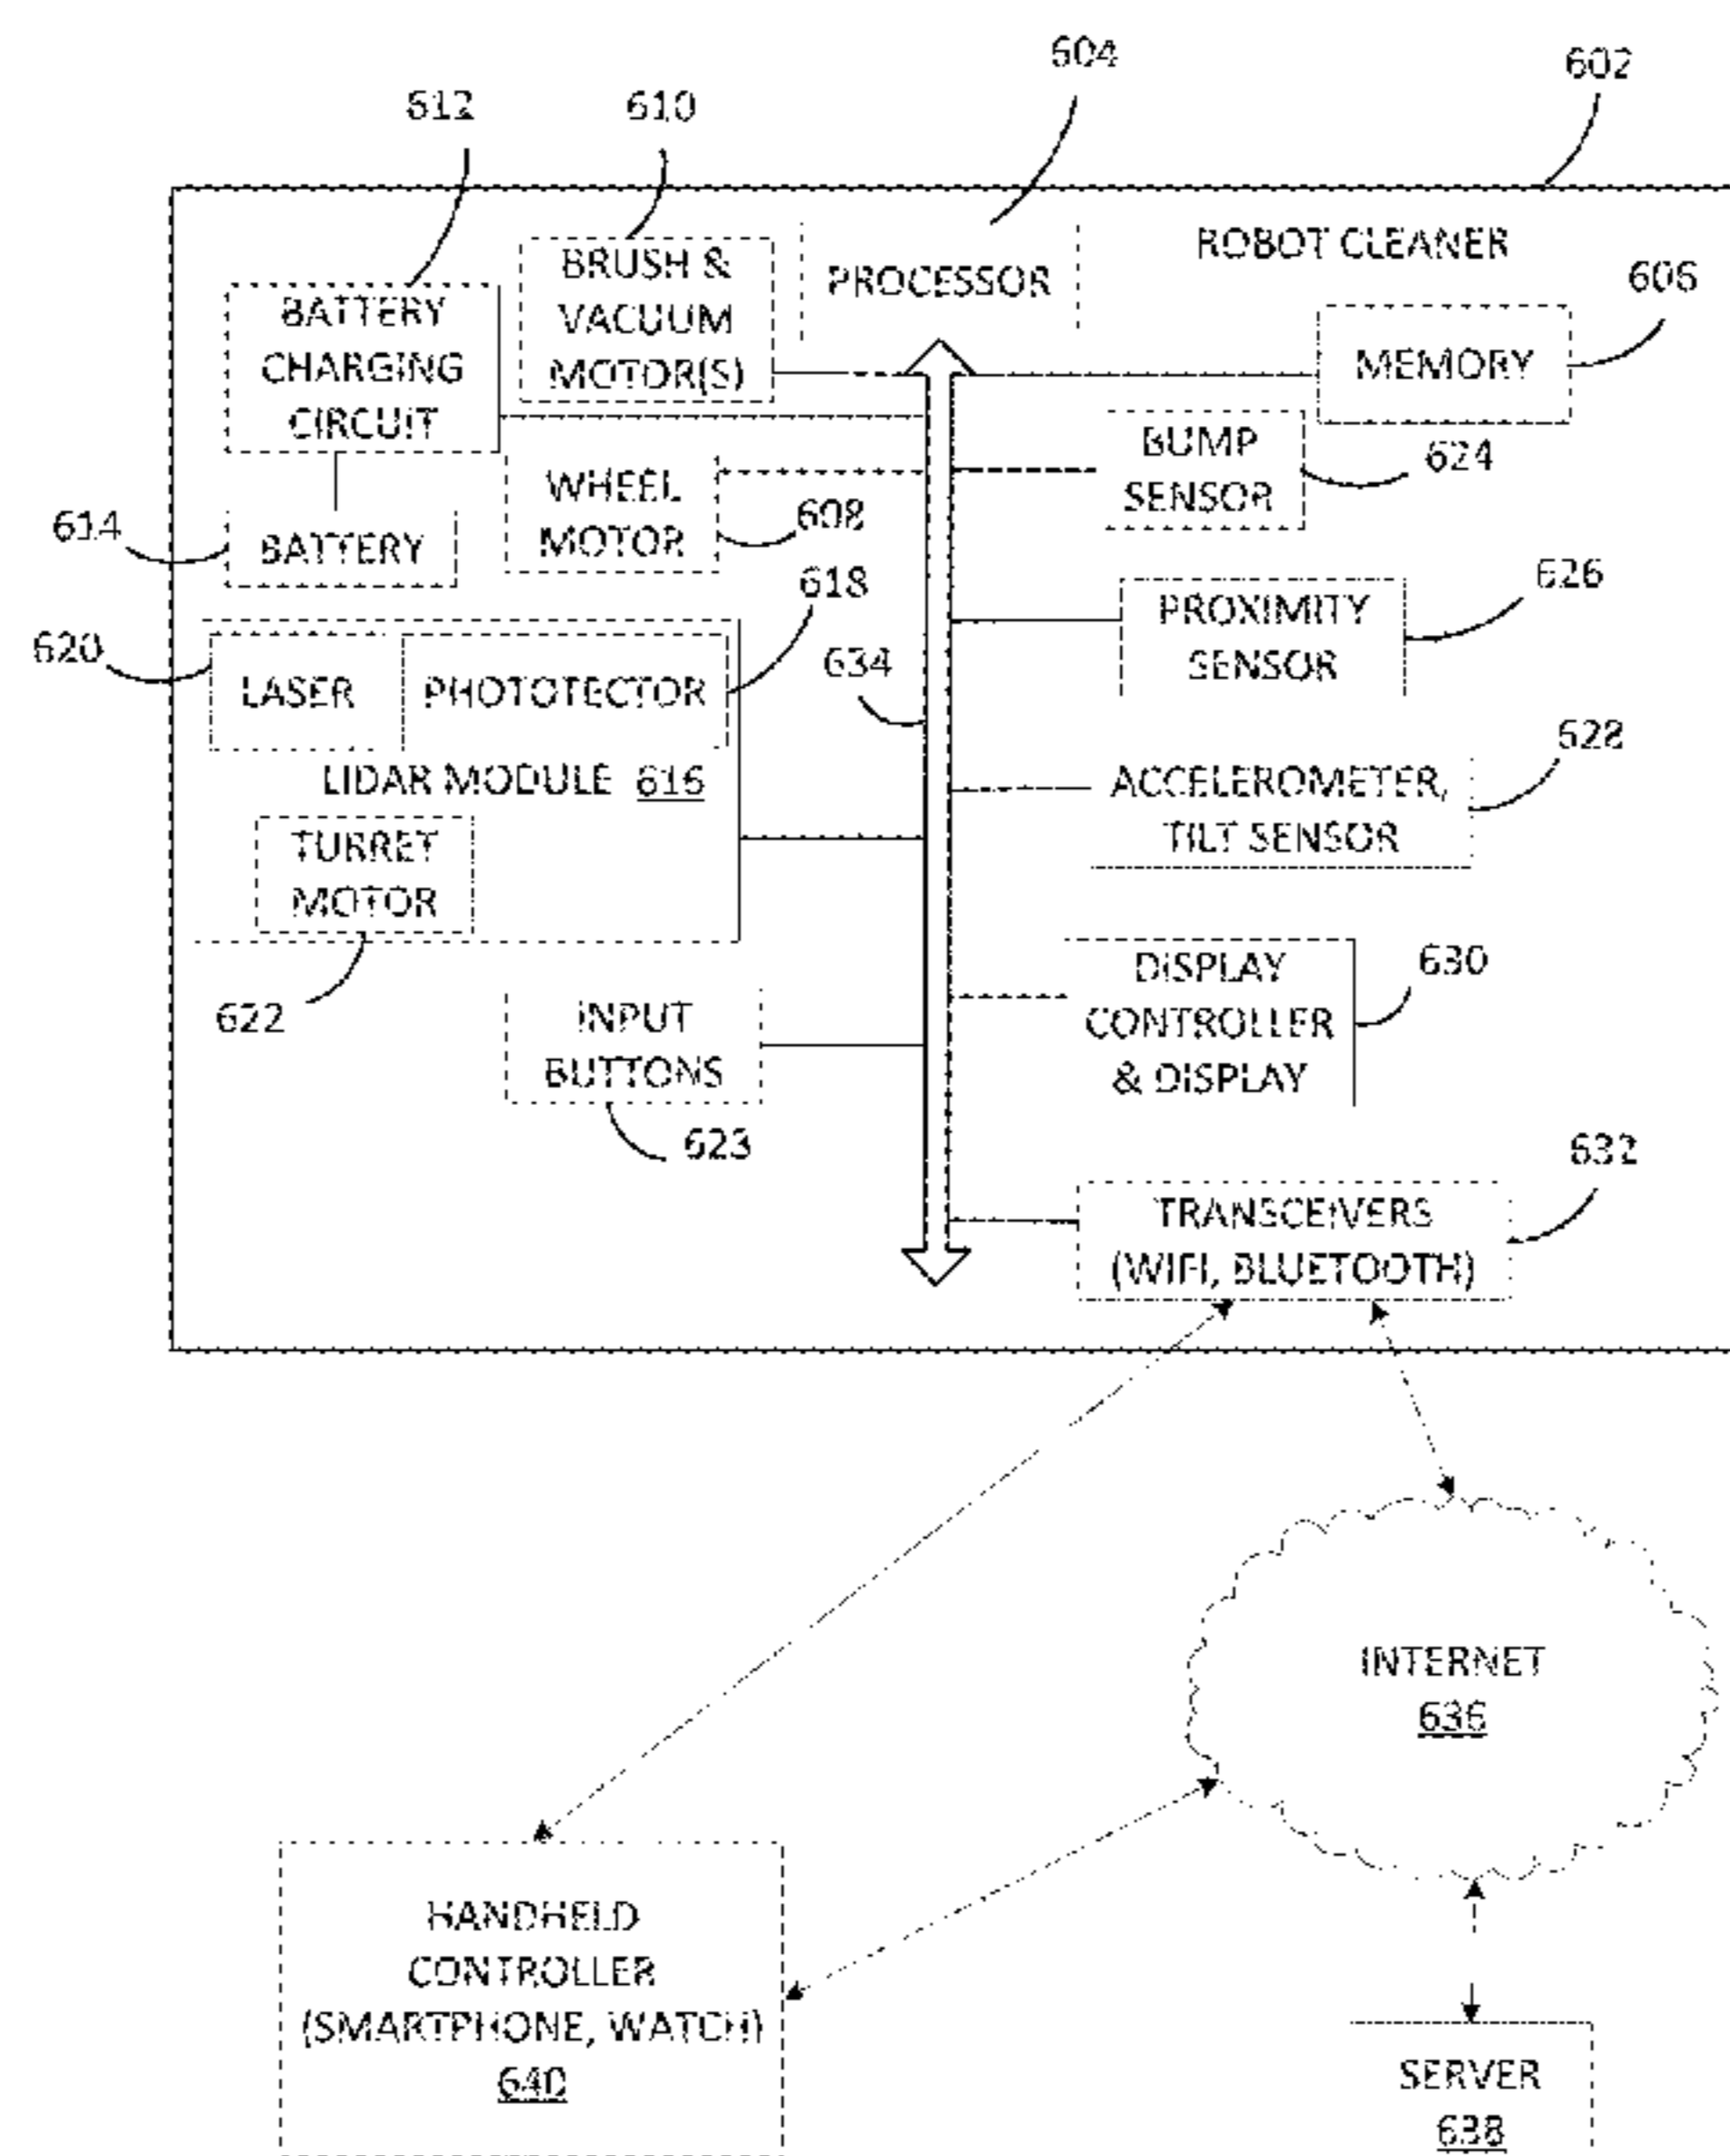 604
602
612
610
BRUSH &
VACUUM
MOTOR(S)
PROCESSOR
ROBOT CLEANER
606
BATTERY
CHARGING
CIRCUIT
MEMORY
BUMP
SENSOR
624
WHEEL
MOTOR
608
614
BATTERY
618
626
PROXIMITY
SENSOR
620
LASER
PHOTOTECTOR
634
LIDAR MODULE 616
628
ACCELEROMETER,
TILT SENSOR
TURRET
MOTOR
622
DISPLAY
CONTROLLER
& DISPLAY
630
INPUT
BUTTONS
623
632
TRANSCEIVERS
(WIFI, BLUETOOTH)
INTERNET
636
HANDHELD
CONTROLLER
(SMARTPHONE, WATCH)
640
SERVER
638